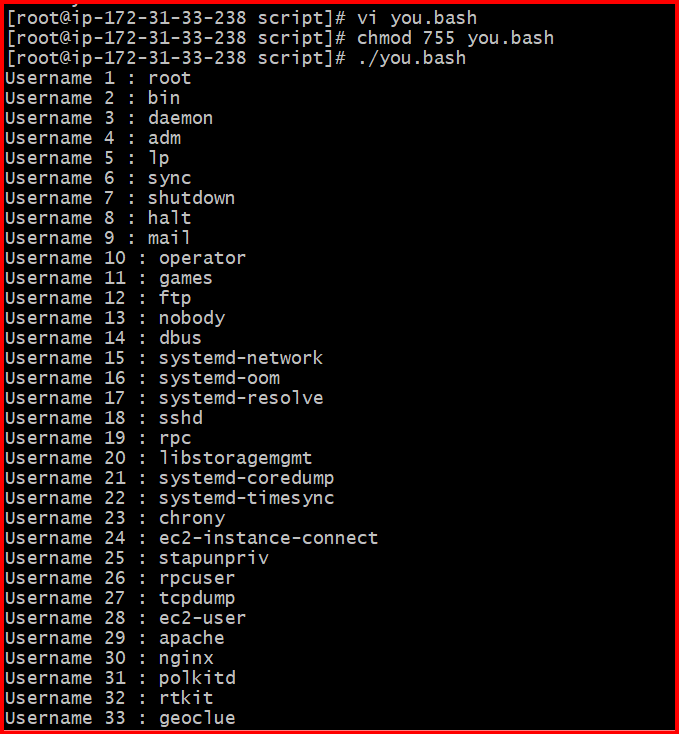 [root@ip-172-31-33-238 script]# vi you.bash
[root@ip-172-31-33-238 script]# chmod 755 you.bash
[root@ip-172-31-33-238 script]# ./you.bash
Username 1 : root
Username 2 : bin
Username 3 : daemon
Username 4 : adm
Username 5 : lp
Username 6 : sync
Username 7 : shutdown
Username 8 : halt
Username 9 : mail
Username 10 : operator
Username 11 : games
Username 12 : ftp
Username 13 : nobody
Username 14 : dbus
Username 15 : systemd-network
Username 16 : systemd-oom
Username 17 : systemd-resolve
Username 18 : sshd
Username 19 : rpc
Username 20 : libstoragemgmt
Username 21 : systemd-coredump
Username 22 : systemd-timesync
Username 23 : chrony
Username 24 : ec2-instance-connect
Username 25 : stapunpriv
Username 26 : rpcuser
Username 27 : tcpdump
Username 28 : ec2-user
Username 29 : apache
Username 30 : nginx
Username 31 : polkitd
Username 32 : rtkit
Username 33 : geoclue